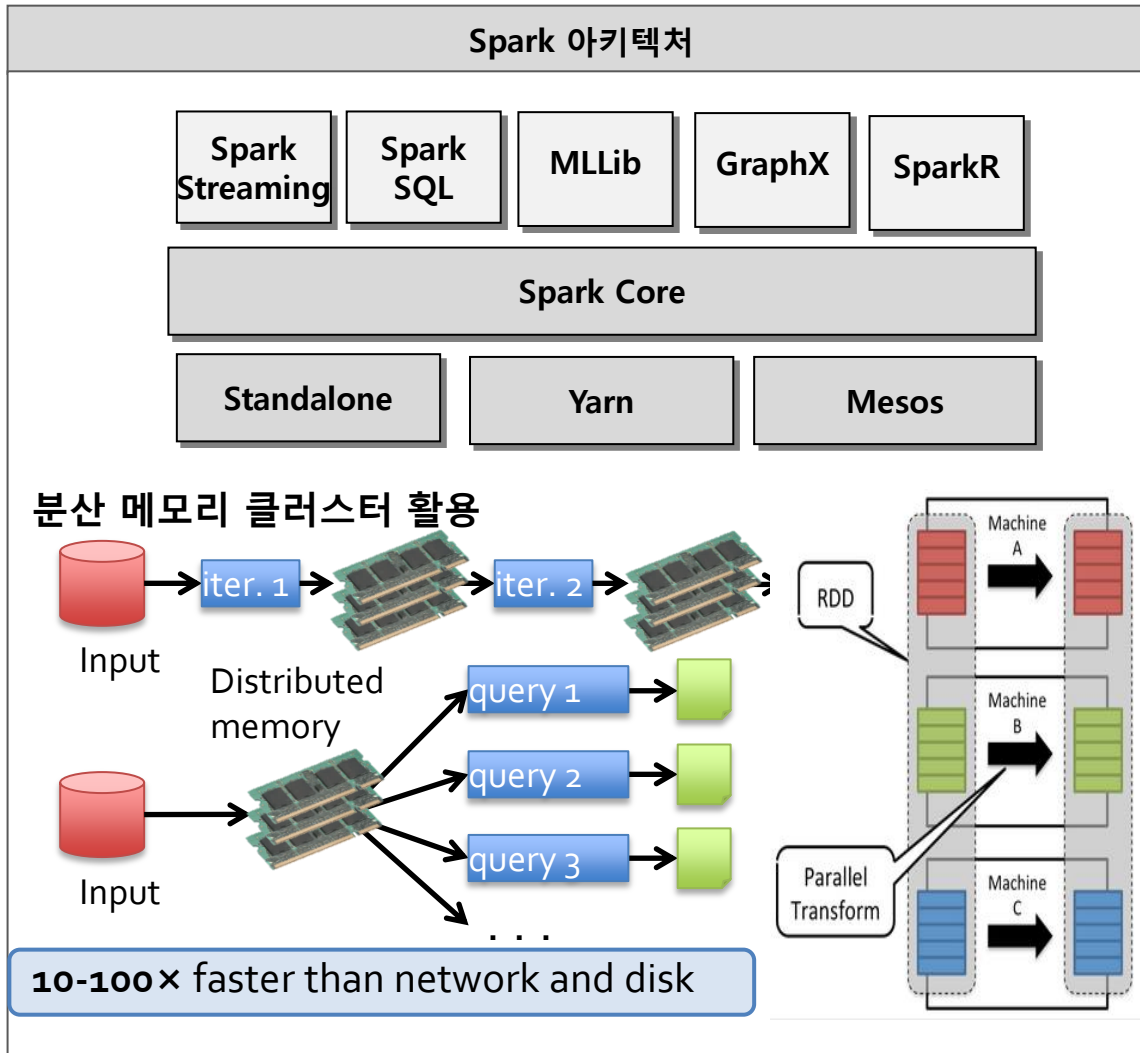 Spark 아키텍처
Spark
Streaming
Spark
SQL
MLLib
GraphX
SparkR
Spark Core
Standalone
Yarn
Mesos
분산 메모리 클러스터 활용
iter. 1
iter. 2
Input
Distributed
memory
query 1
query 2
query 3
Input
. . .
10-100× faster than network and disk
RDD
Parallel
Transform
Machine
A
Machine
B
Machine
C